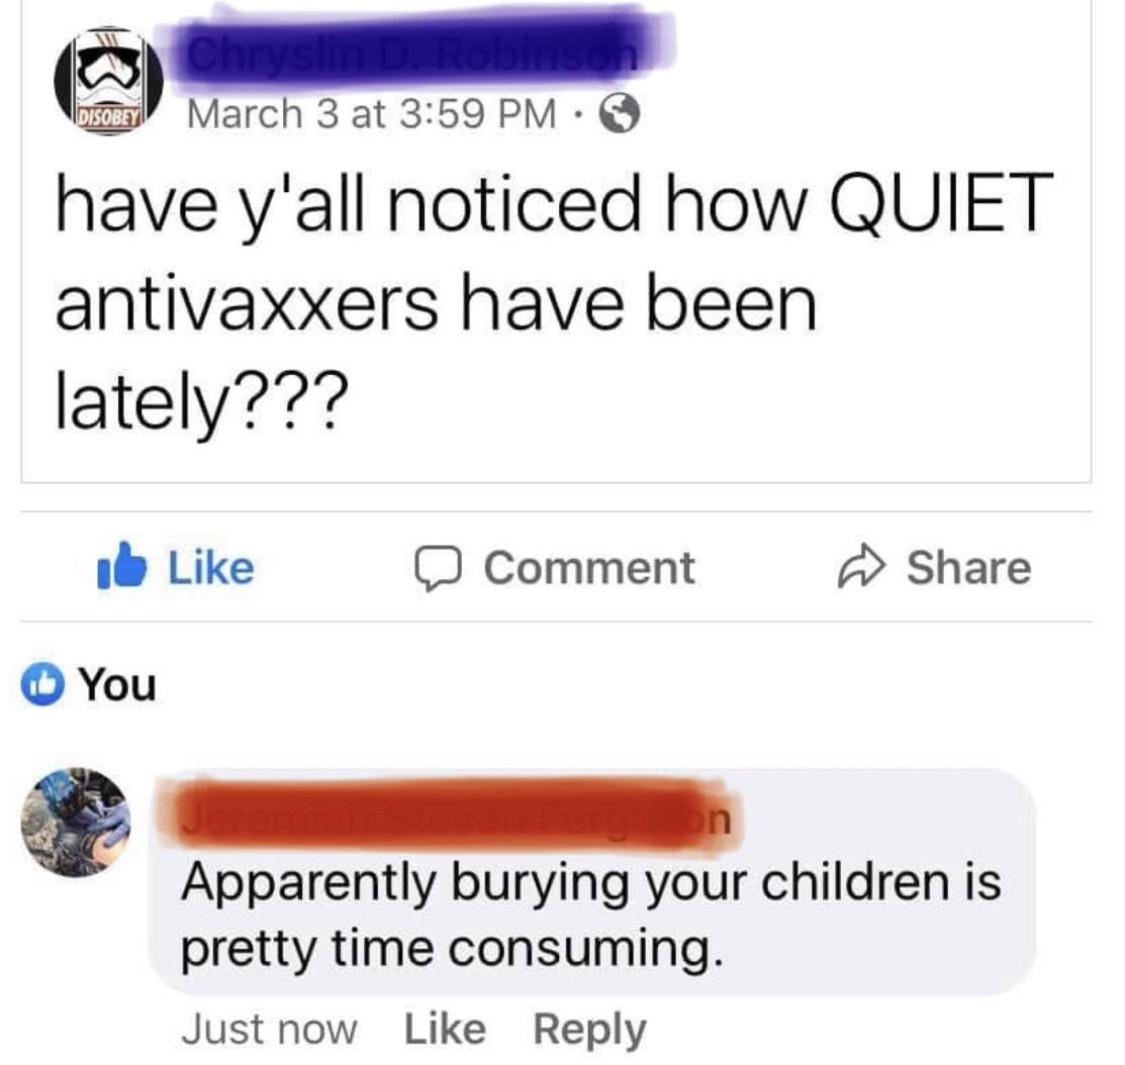 DISOBEY
March 3 at 3:59 PM ·
have y'all noticed how QUIET
antivaxxers have been
lately???
Like Comment Share
You
Apparently burying your children is
pretty time consuming.
Just now Like Reply